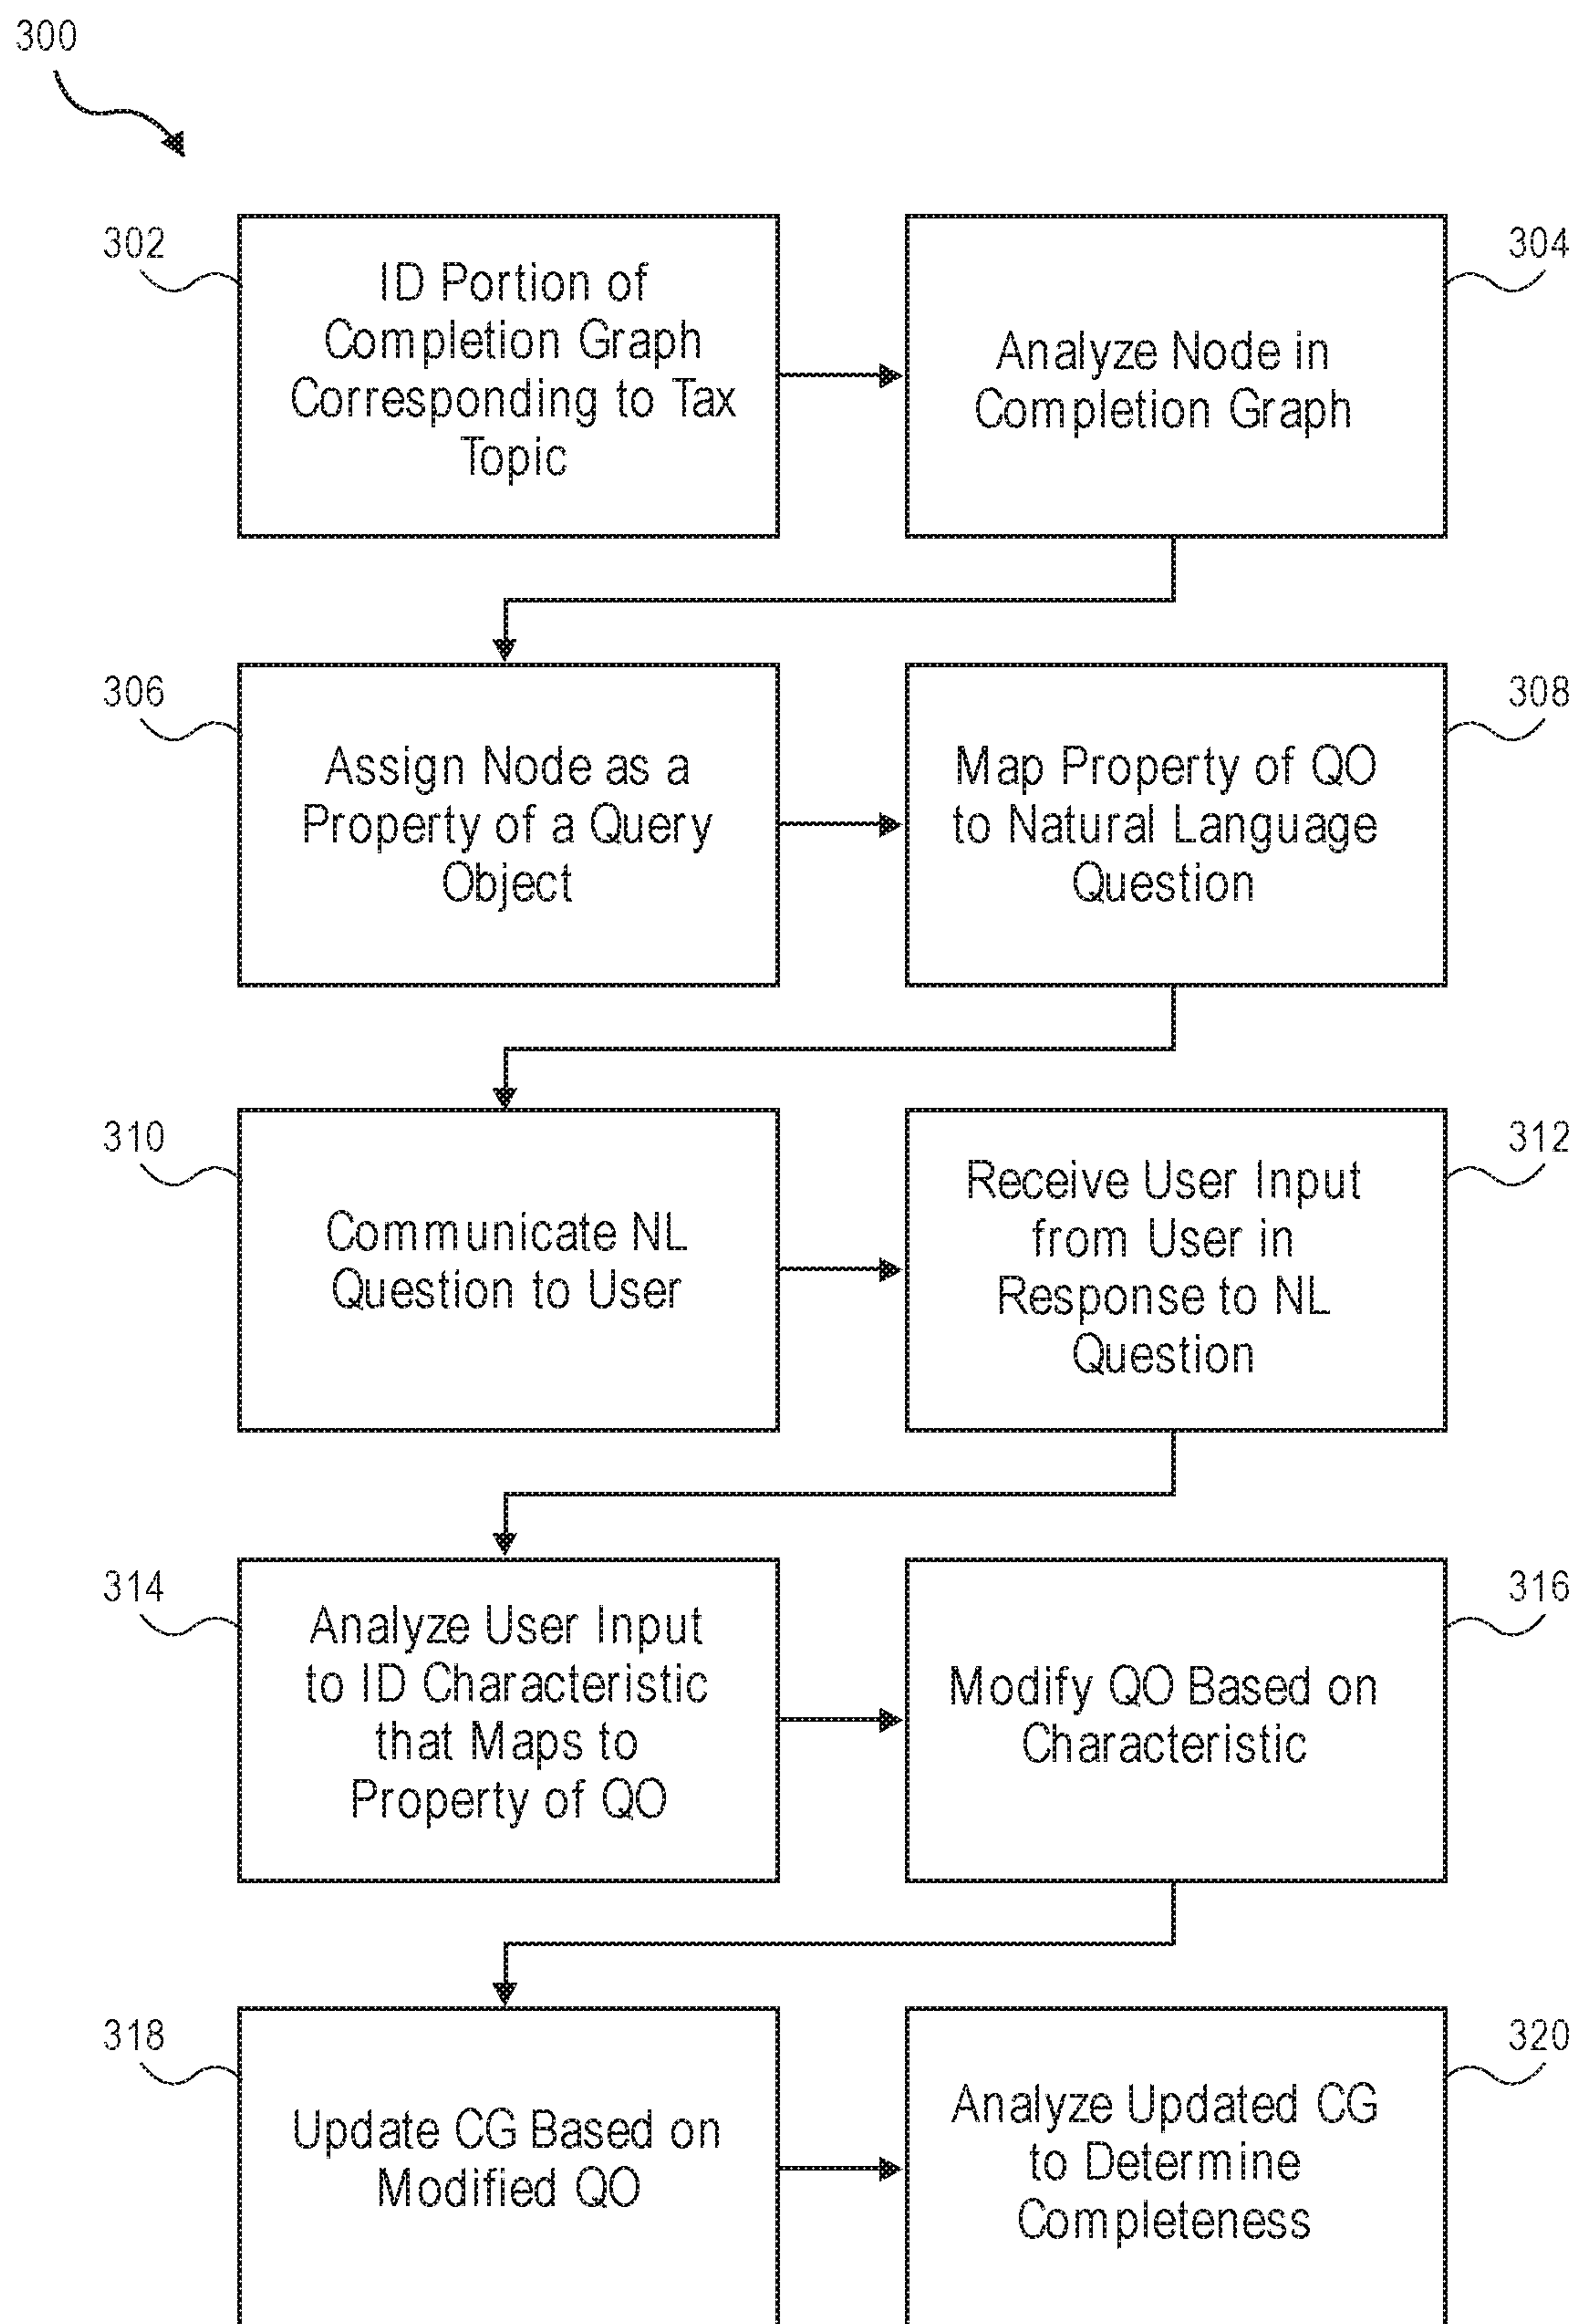 300
302
ID Portion of
Completion Graph
Corresponding to Tax
Topic
304
Analyze Node in
Completion Graph
306
Assign Node as a
Property of a Query
Object
308
Map Property of QO
to Natural Language
Question
310
Communicate NL
Question to User
312
Receive User Input
from User in
Response to NL
Question
314
Analyze User Input
to ID Characteristic
that Maps to
Property of QO
316
Modify QO Based on
Characteristic
318
Update CG Based on
Modified QO
320
Analyze Updated CG
to Determine
Completeness